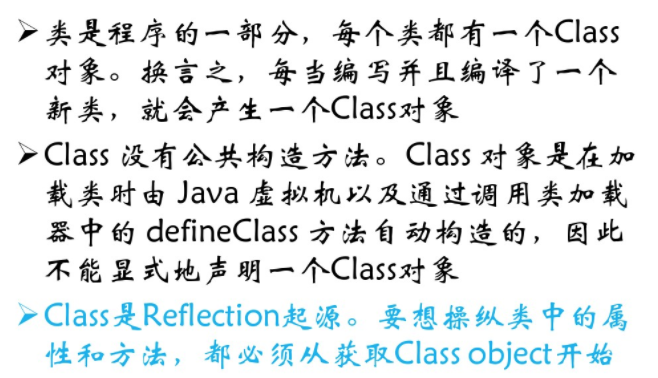 ➢类是程序的一部分，每个类都有一个Class
对象。换言之，每当编写并且编译了一个
新类，就会产生一个Class对象
➢Class 没有公共构造方法。Class 对象是在加
载类时由 Java 虚拟机以及通过调用类加载
器中的 defineClass 方法自动构造的，因此
不能显式地声明一个Class对象
➢Class是Reflection起源。要想操纵类中的属
性和方法，都必须从获取Class object开始